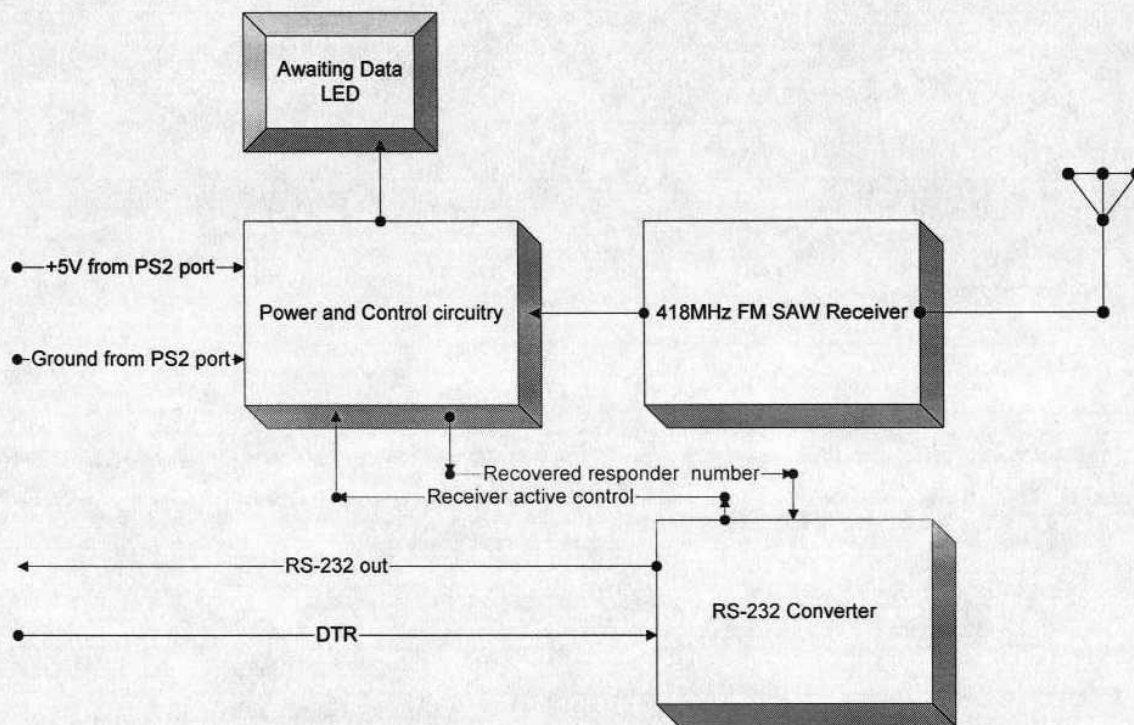 Awaiting Data
LED
+5V from PS2 port
Power and Control circuitry
418MHz FM SAW Receiver
Ground from PS2 port
Recovered responder number
Receiver active control
RS-232 out
RS-232 Converter
DTR